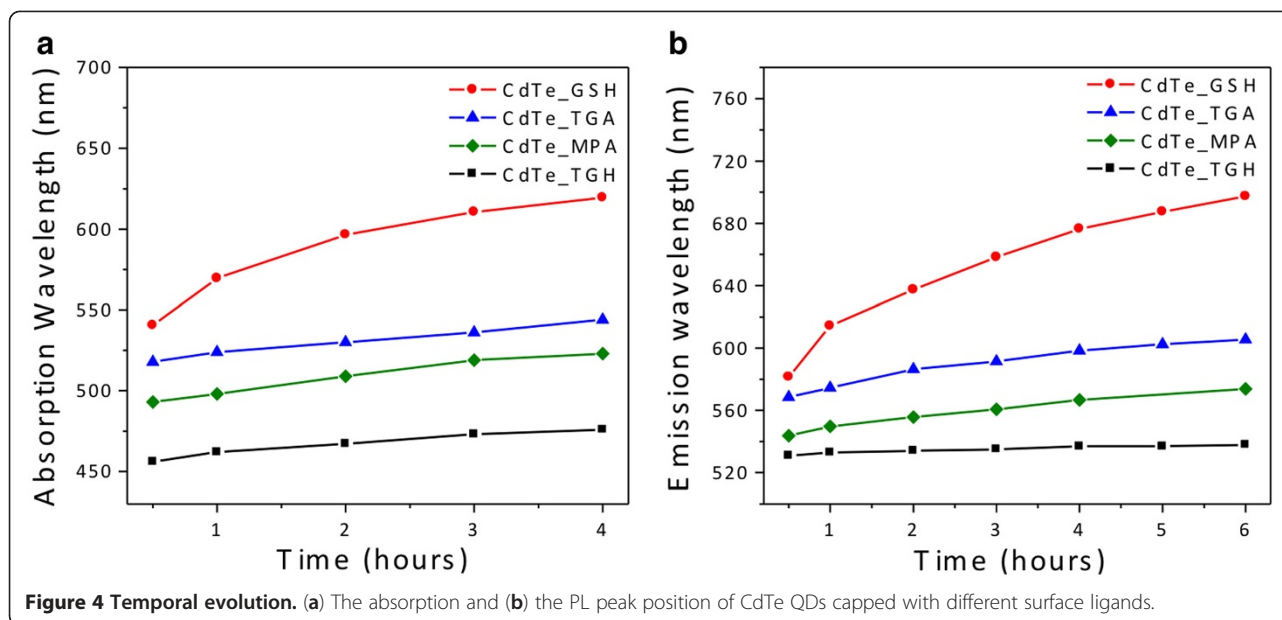 a
700
650
600
550
500
450
Absorption Wavelength (nm)
CdTe_GSH
CdTe_TGA
CdTe_MPA
CdTe_TGH
1 2 3 4
Time (hours)
b
760
720
680
640
600
560
520
Emission wavelength (nm)
CdTe_GSH
CdTe_TGA
CdTe_MPA
CdTe_TGH
1 2 3 4 5 6
Time (hours)
Figure 4 Temporal evolution. (a) The absorption and (b) the PL peak position of CdTe QDs capped with different surface ligands.